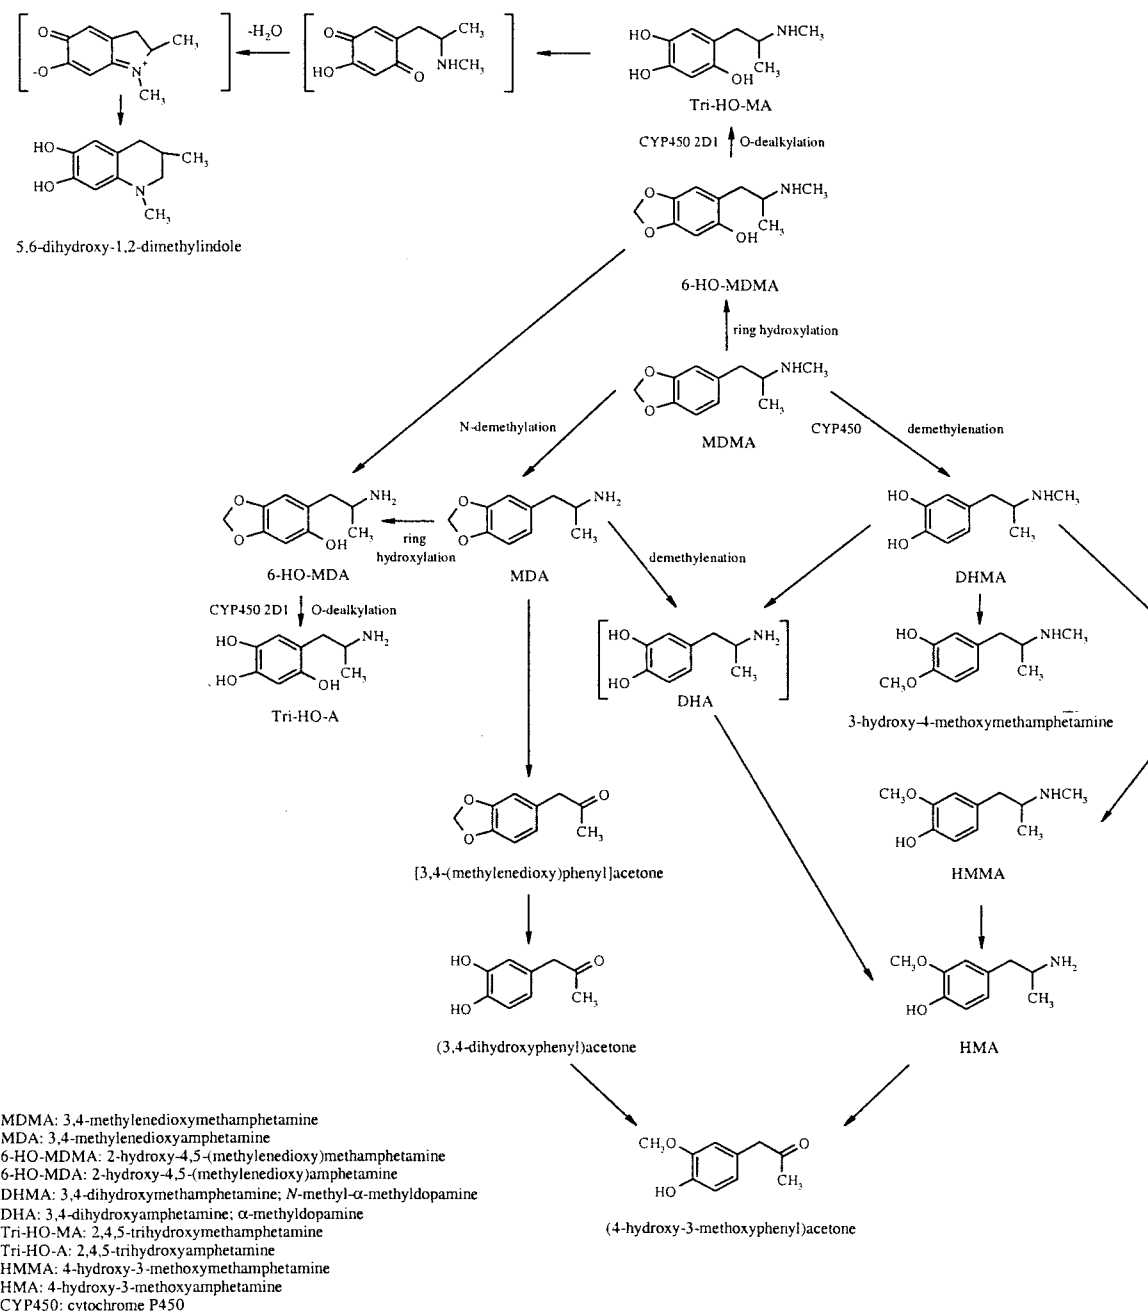 O
-O
N+
CH3
CH3
-H2O
O
HO
O
CH3
NHCH3
HO
HO
OH
NHCH3
CH3
Tri-HO-MA
CYP450 2D1 O-dealkylation
HO
HO
N
CH3
CH3
5,6-dihydroxy-1,2-dimethylindole
O
O
OH
NHCH3
CH3
6-HO-MDMA
ring hydroxylation
O
O
NHCH3
CH3
MDMA
N-demethylation
CYP450 demethylenation
O
O
OH
NH2
CH3
6-HO-MDA
ring
hydroxylation
O
O
NH2
CH3
MDA
demethylenation
HO
HO
NHCH3
CH3
DHMA
CYP450 2D1 O-dealkylation
HO
HO
OH
NH2
CH3
Tri-HO-A
HO
HO
NH2
CH3
DHA
HO
CH3O
NHCH3
CH3
3-hydroxy-4-methoxymethamphetamine
O
O
O
CH3
[3,4-(methylenedioxy)phenyl]acetone
CH3O
HO
NHCH3
CH3
HMMA
HO
HO
O
CH3
(3,4-dihydroxyphenyl)acetone
CH3O
HO
NH2
CH3
HMA
CH3O
HO
O
CH3
(4-hydroxy-3-methoxyphenyl)acetone
MDMA: 3,4-methylenedioxymethamphetamine
MDA: 3,4-methylenedioxyamphetamine
6-HO-MDMA: 2-hydroxy-4,5-(methylenedioxy)methamphetamine
6-HO-MDA: 2-hydroxy-4,5-(methylenedioxy)amphetamine
DHMA: 3,4-dihydroxymethamphetamine; N-methyl-α-methyldopamine
DHA: 3,4-dihydroxyamphetamine; α-methyldopamine
Tri-HO-MA: 2,4,5-trihydroxymethamphetamine
Tri-HO-A: 2,4,5-trihydroxyamphetamine
HMMA: 4-hydroxy-3-methoxymethamphetamine
HMA: 4-hydroxy-3-methoxyamphetamine
CYP450: cytochrome P450